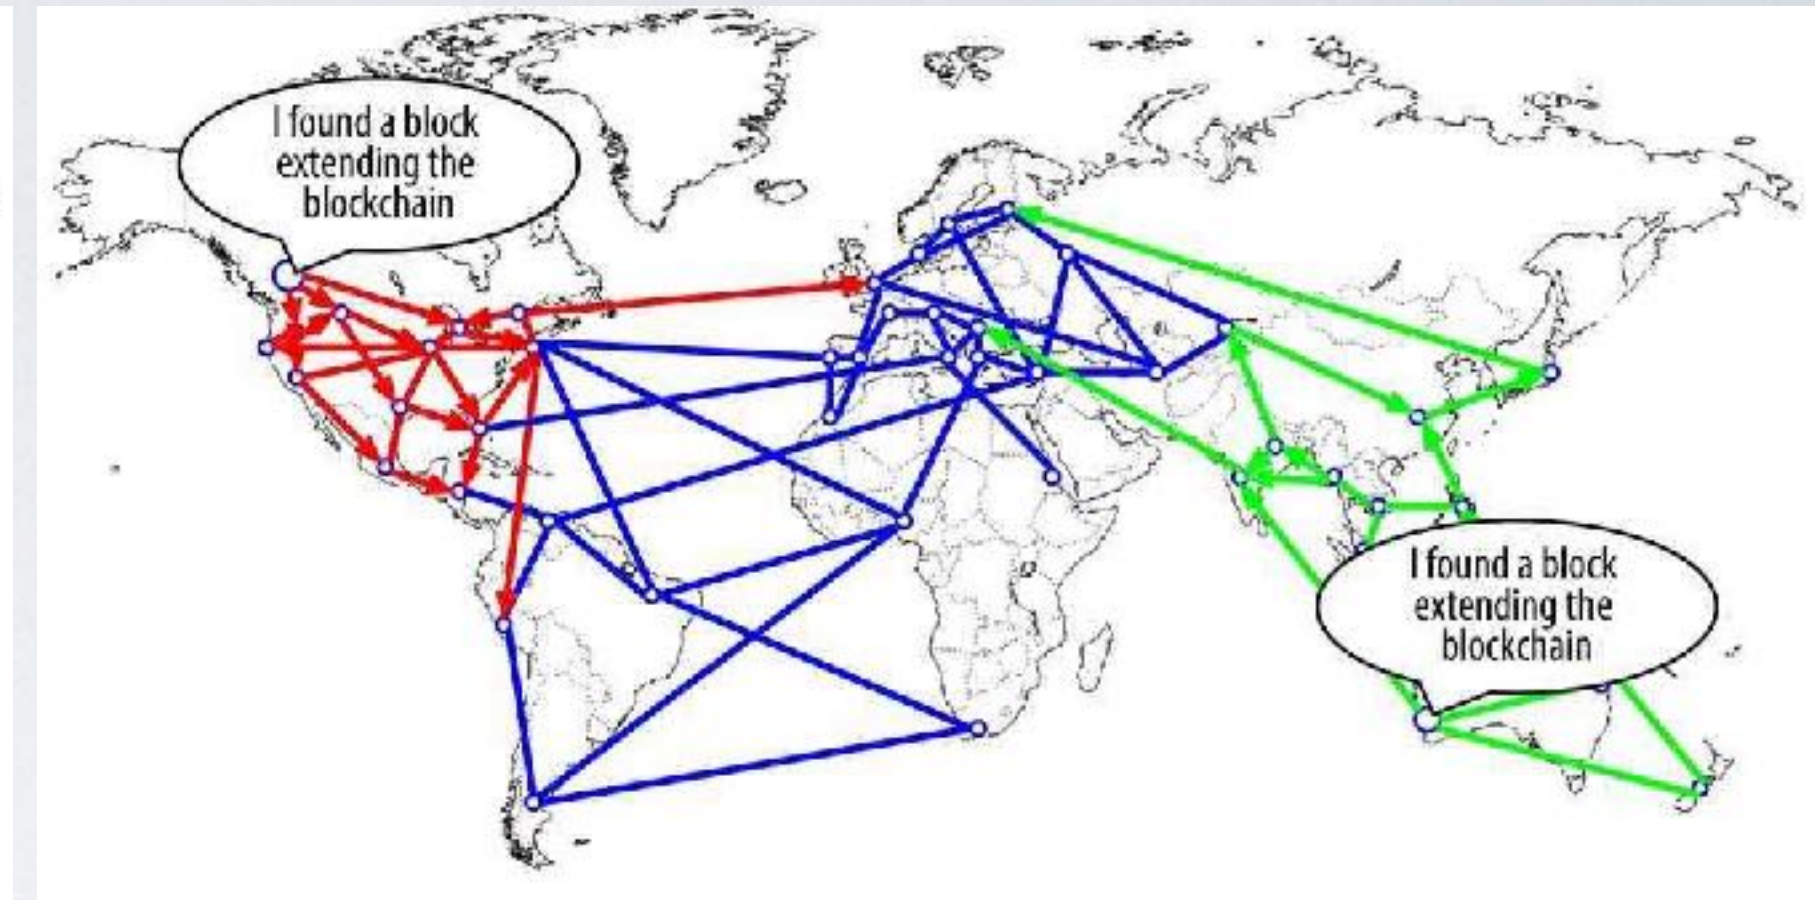 I found a block
extending the
blockchain
I found a block
extending the
blockchain